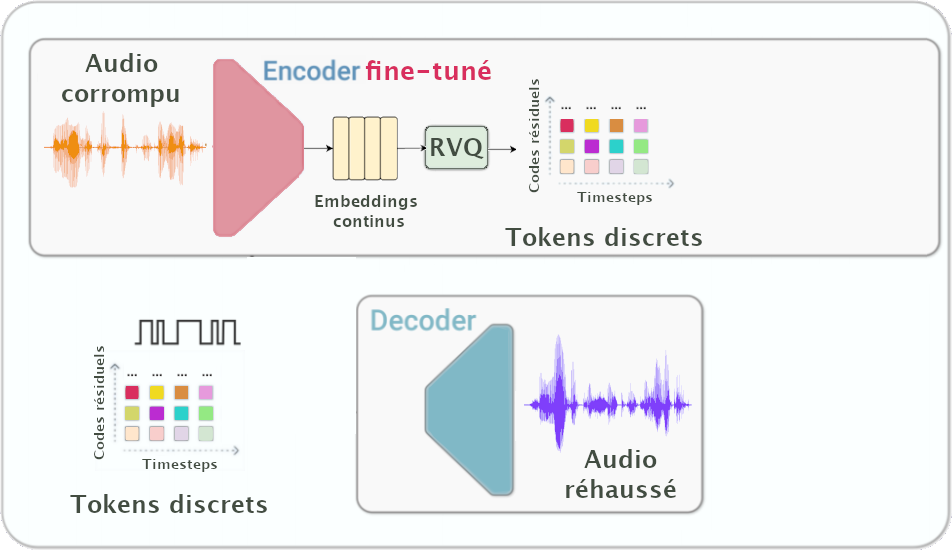 Audio
corrompu
Encoder fine-tuné
Embeddings
continus
RVQ
Codes résiduels
... ... ... ...
Timesteps
Tokens discrets
Codes résiduels
... ... ... ...
Timesteps
Tokens discrets
Decoder
Audio
réhaussé